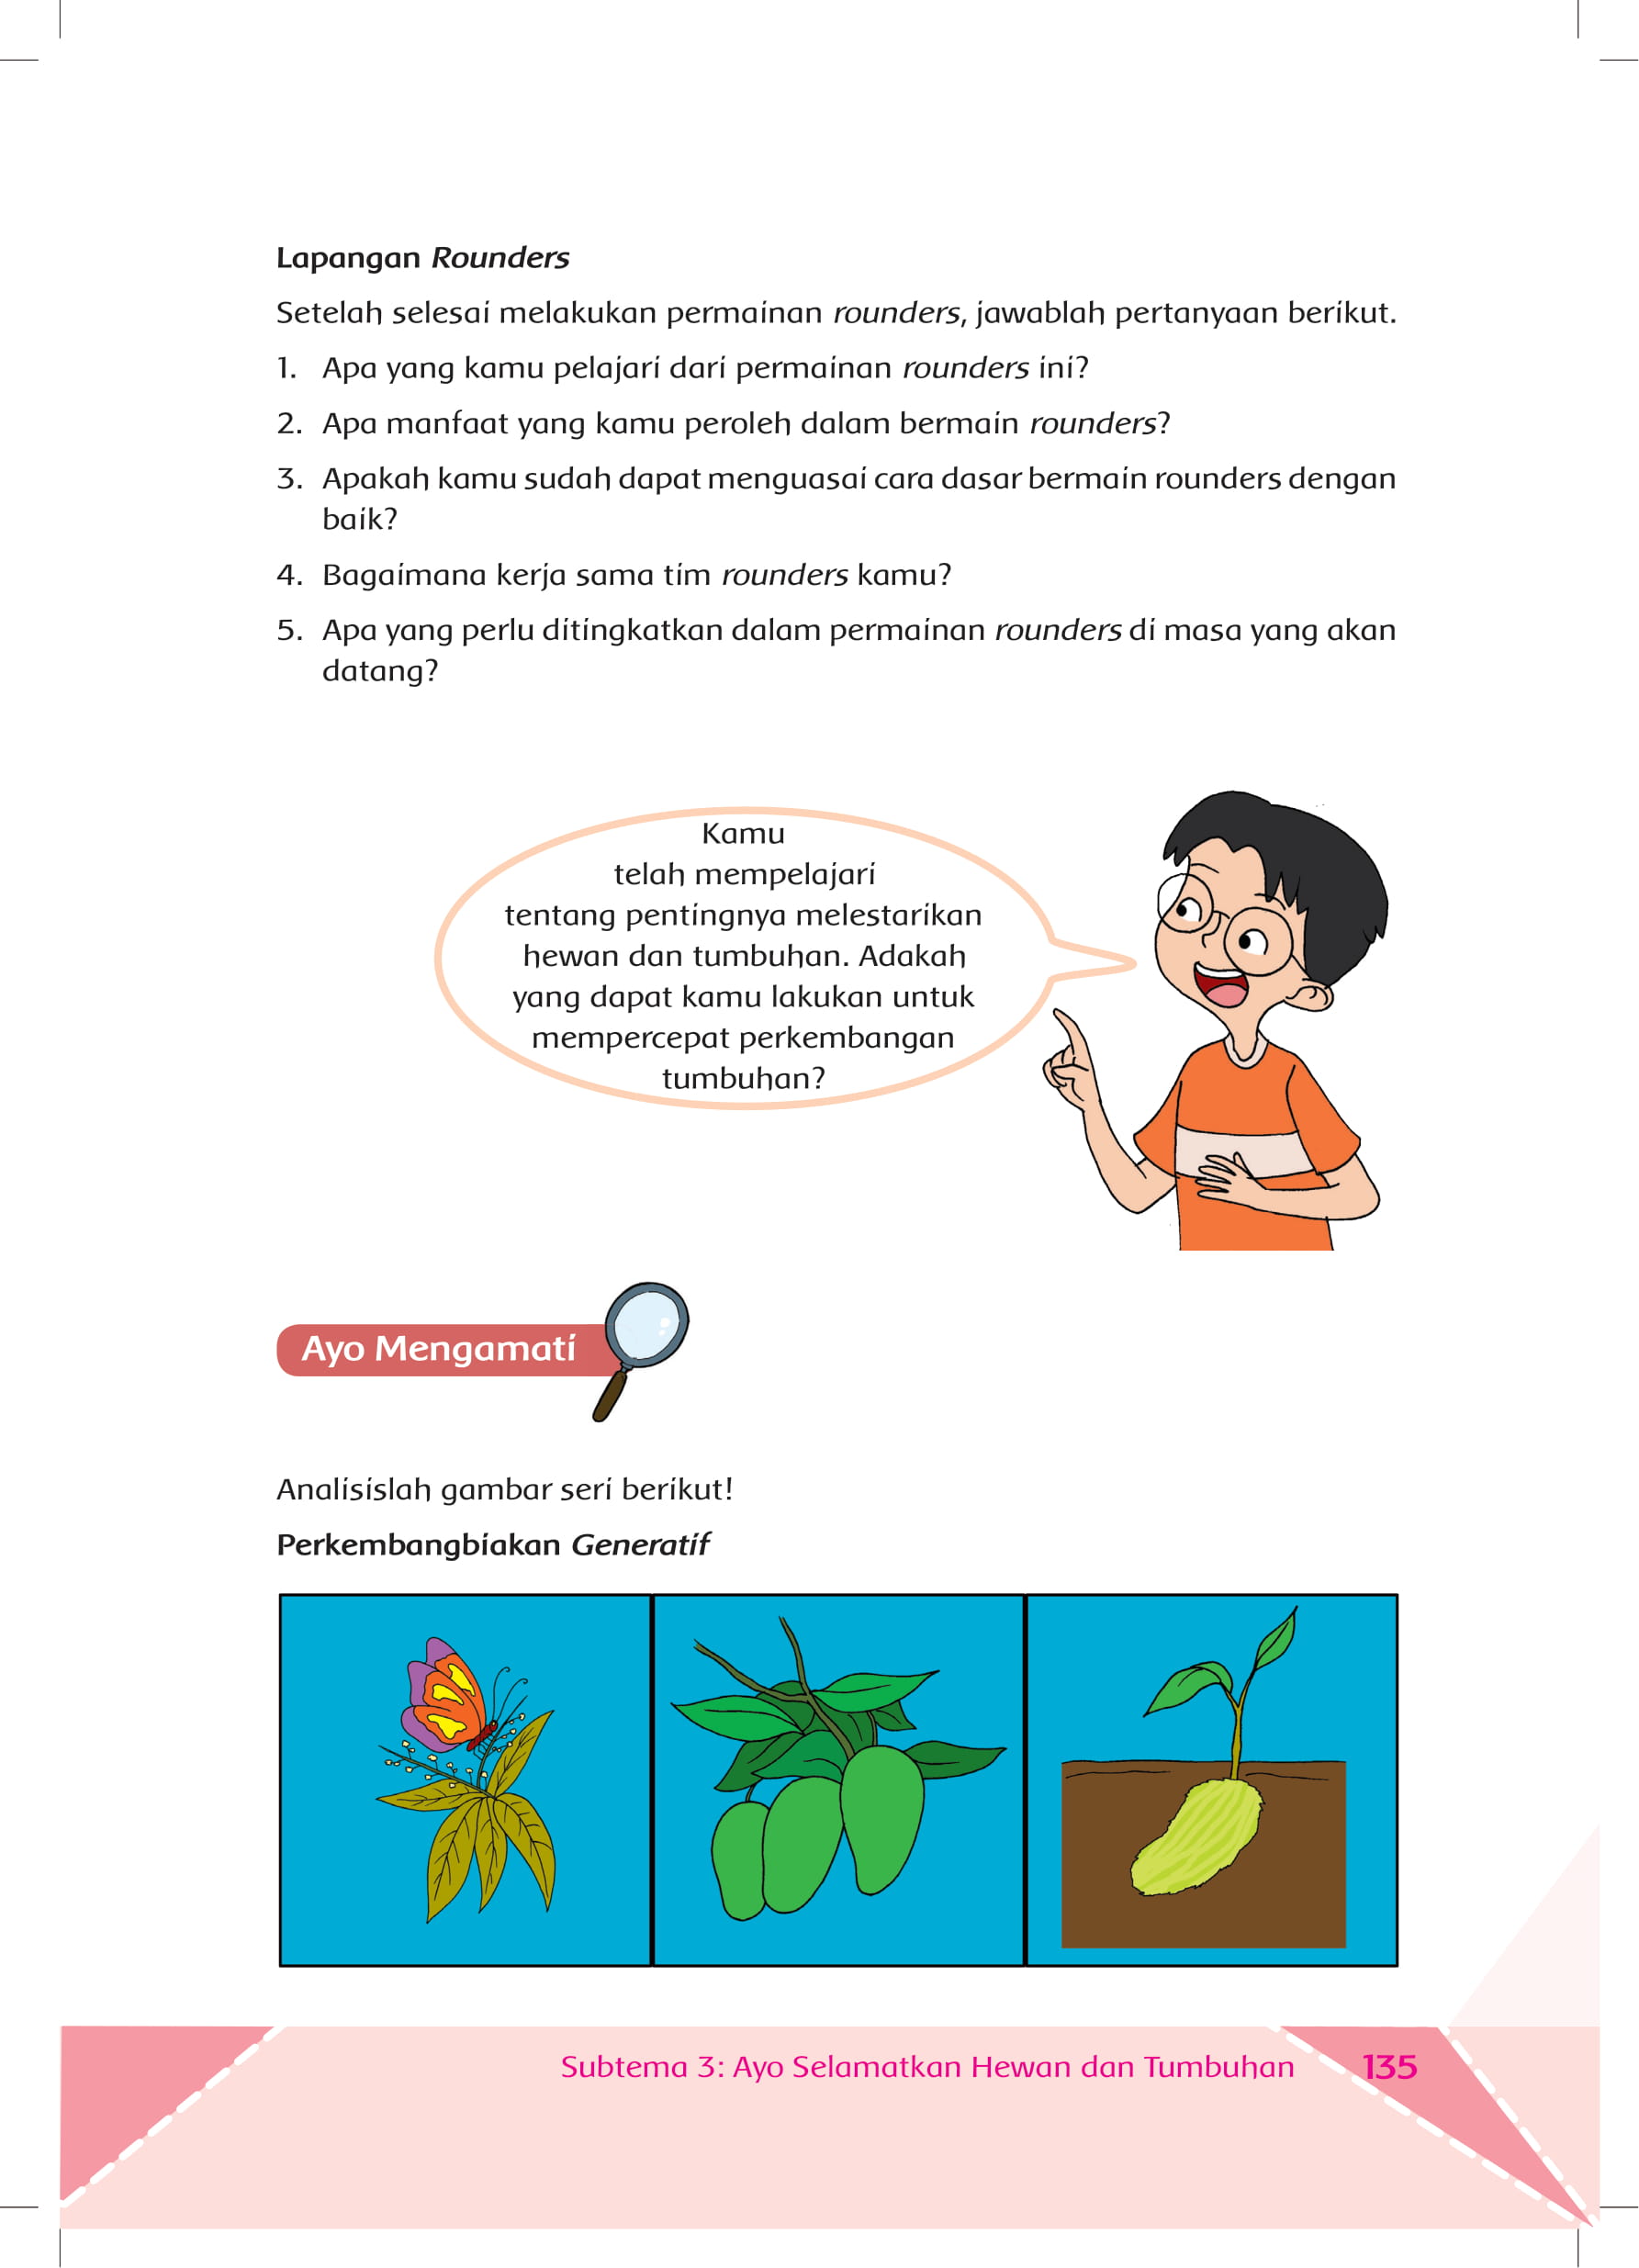 Lapangan Rounders
Setelah selesai melakukan permainan rounders, jawablah pertanyaan berikut.
1. Apa yang kamu pelajari dari permainan rounders ini?
2. Apa manfaat yang kamu peroleh dalam bermain rounders?
3. Apakah kamu sudah dapat menguasai cara dasar bermain rounders dengan
baik?
4. Bagaimana kerja sama tim rounders kamu?
5. Apa yang perlu ditingkatkan dalam permainan rounders di masa yang akan
datang?
Kamu
telah mempelajari
tentang pentingnya melestarikan
hewan dan tumbuhan. Adakah
yang dapat kamu lakukan untuk
mempercepat perkembangan
tumbuhan?
Ayo Mengamati
Analisislah gambar seri berikut!
Perkembangbiakan Generatif
Subtema 3: Ayo Selamatkan Hewan dan Tumbuhan 135